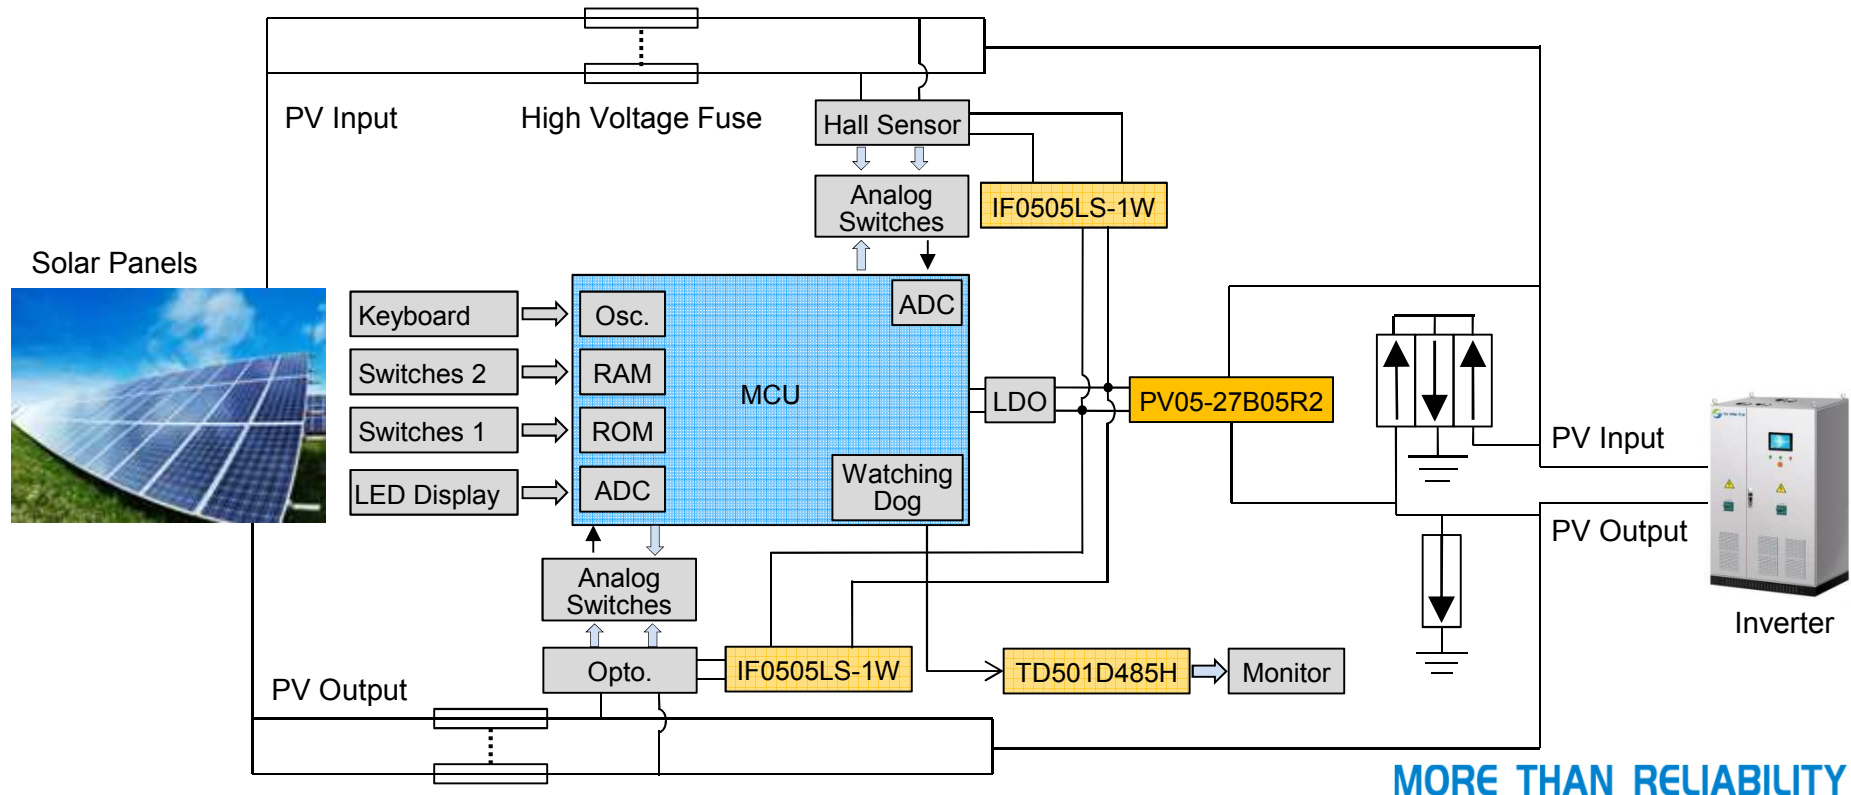 PV Input
High Voltage Fuse
Hall Sensor
Analog
Switches
IF0505LS-1W
Solar Panels
Keyboard
Osc.
ADC
Switches 2
RAM
MCU
LDO
PV05-27B05R2
Switches 1
ROM
PV Input
LED Display
ADC
Watching
Dog
PV Output
Analog
Switches
Inverter
Opto.
IF0505LS-1W
TD501D485H
Monitor
PV Output
MORE THAN RELIABILITY